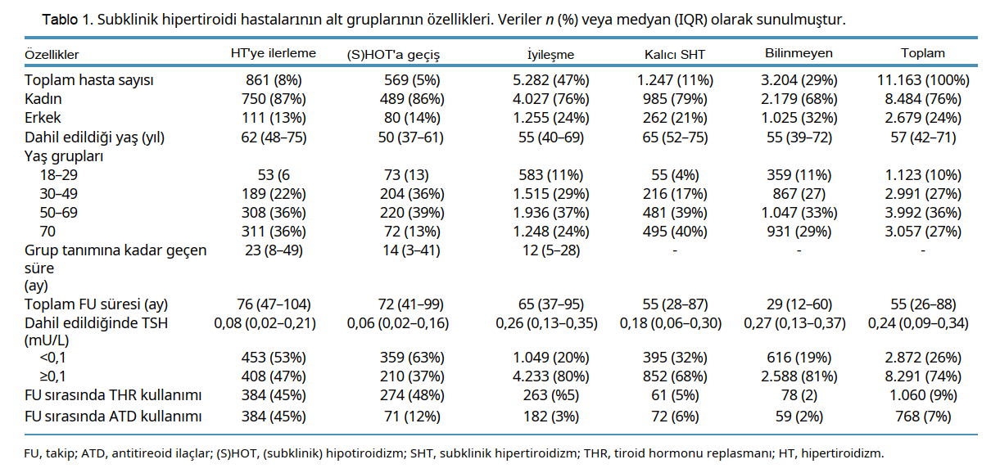 Tablo 1. Subklinik hipertiroidi hastalarının alt gruplarının özellikleri. Veriler n (%) veya medyan (IQR) olarak sunulmuştur.
Özellikler HT'ye ilerleme (S)HOT'a geçiş İyileşme Kalıcı SHT Bilinmeyen Toplam
Toplam hasta sayısı 861 (8%) 569 (5%) 5.282 (47%) 1.247 (11%) 3.204 (29%) 11.163 (100%)
Kadın 750 (87%) 489 (86%) 4.027 (76%) 985 (79%) 2.179 (68%) 8.484 (76%)
Erkek 111 (13%) 80 (14%) 1.255 (24%) 262 (21%) 1.025 (32%) 2.679 (24%)
Dahil edildiği yaş (yıl) 62 (48–75) 50 (37–61) 55 (40–69) 65 (52–75) 55 (39–72) 57 (42–71)
Yaş grupları
18–29 53 (6 73 (13) 583 (11%) 55 (4%) 359 (11%) 1.123 (10%)
30–49 189 (22%) 204 (36%) 1.515 (29%) 216 (17%) 867 (27) 2.991 (27%)
50–69 308 (36%) 220 (39%) 1.936 (37%) 481 (39%) 1.047 (33%) 3.992 (36%)
70 311 (36%) 72 (13%) 1.248 (24%) 495 (40%) 931 (29%) 3.057 (27%)
Grup tanımına kadar geçen 23 (8–49) 14 (3–41) 12 (5–28) - - -
süre
(ay)
Toplam FU süresi (ay) 76 (47–104) 72 (41–99) 65 (37–95) 55 (28–87) 29 (12–60) 55 (26–88)
Dahil edildiğinde TSH 0,08 (0,02–0,21) 0,06 (0,02–0,16) 0,26 (0,13–0,35) 0,18 (0,06–0,30) 0,27 (0,13–0,37) 0,24 (0,09–0,34)
(mU/L)
<0,1 453 (53%) 359 (63%) 1.049 (20%) 395 (32%) 616 (19%) 2.872 (26%)
≥0,1 408 (47%) 210 (37%) 4.233 (80%) 852 (68%) 2.588 (81%) 8.291 (74%)
FU sırasında THR kullanımı 384 (45%) 274 (48%) 263 (%5) 61 (5%) 78 (2) 1.060 (9%)
FU sırasında ATD kullanımı 384 (45%) 71 (12%) 182 (3%) 72 (6%) 59 (2%) 768 (7%)
FU, takip; ATD, antitireoid ilaçlar; (S)HOT, (subklinik) hipotiroidizm; SHT, subklinik hipertiroidizm; THR, tiroid hormonu replasmanı; HT, hipertiroidizm.